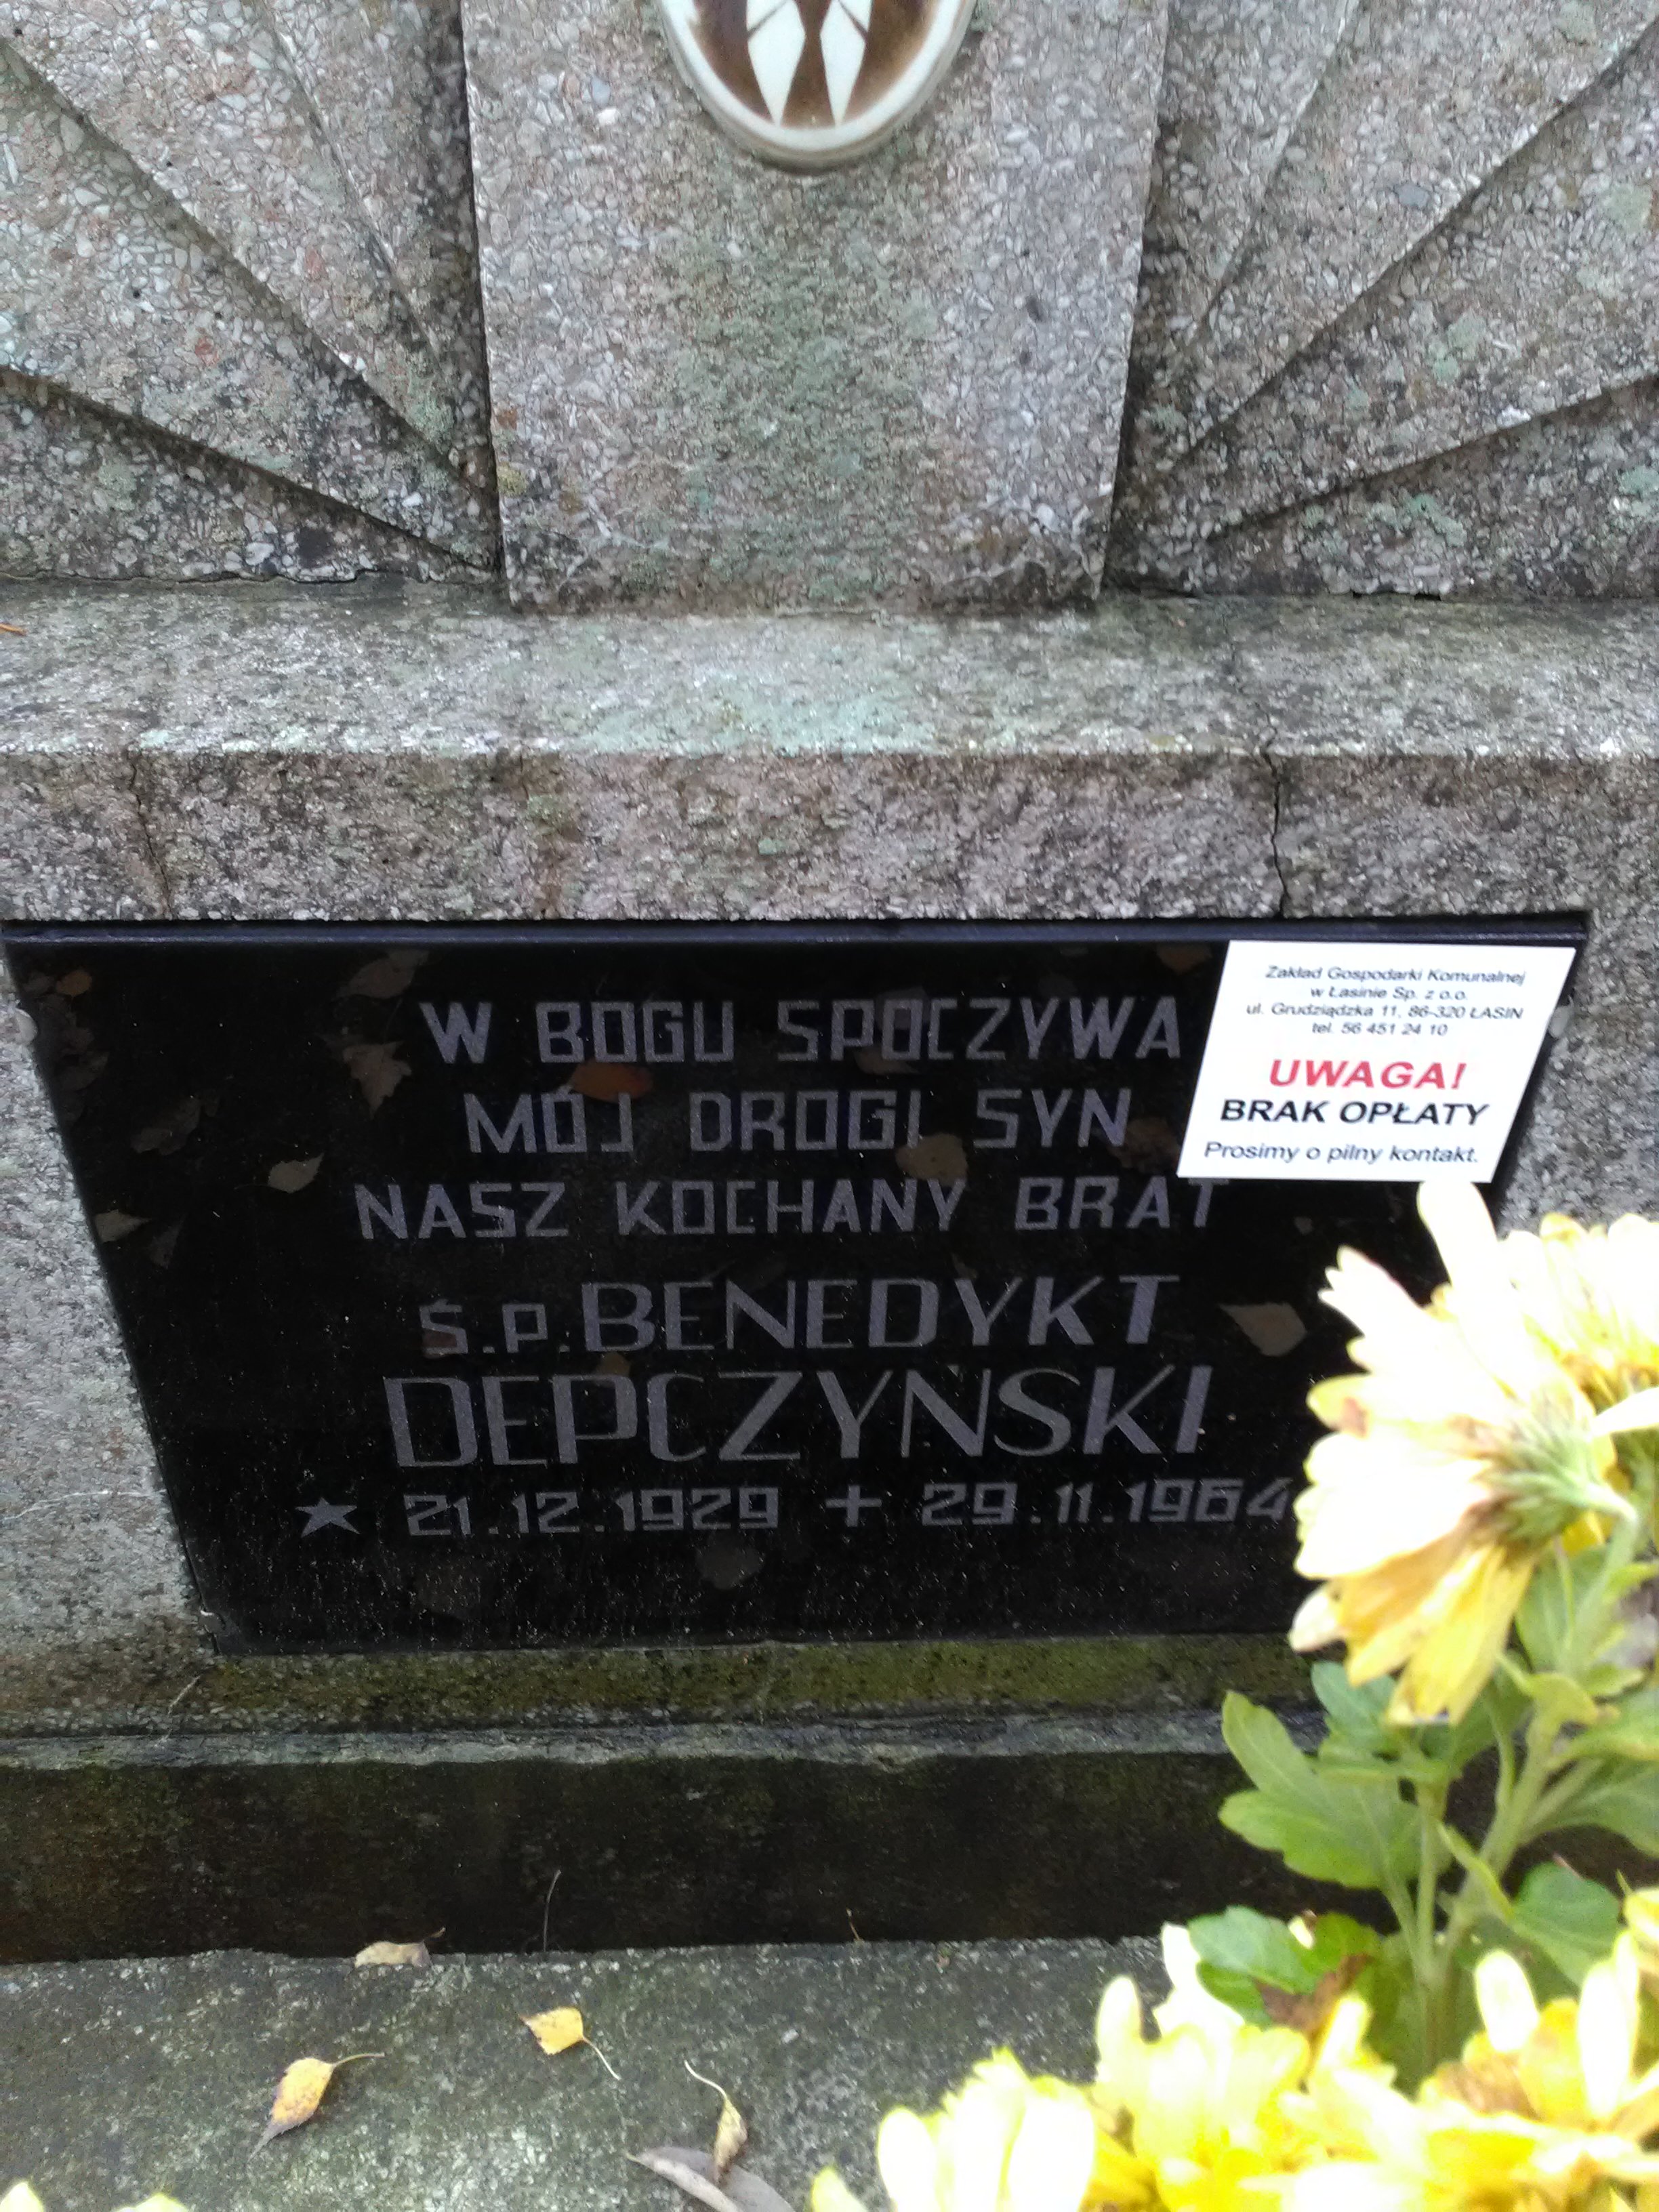 Zakład Gospodarki Komunalnej
w Łasinie Sp. z o.o.
ul. Grudziądzka 11, 86-320 ŁASIN
tel. 56 451 24 10
UWAGA!
BRAK OPŁATY
Prosimy o pilny kontakt.
W BOGU SPOCZYWA
MÓJ DROGI SYN
NASZ KOCHANY BRAT
Ś.P. BENEDYKT
DEPCZYNSKI
★ 21.12.1929 + 29.11.1964